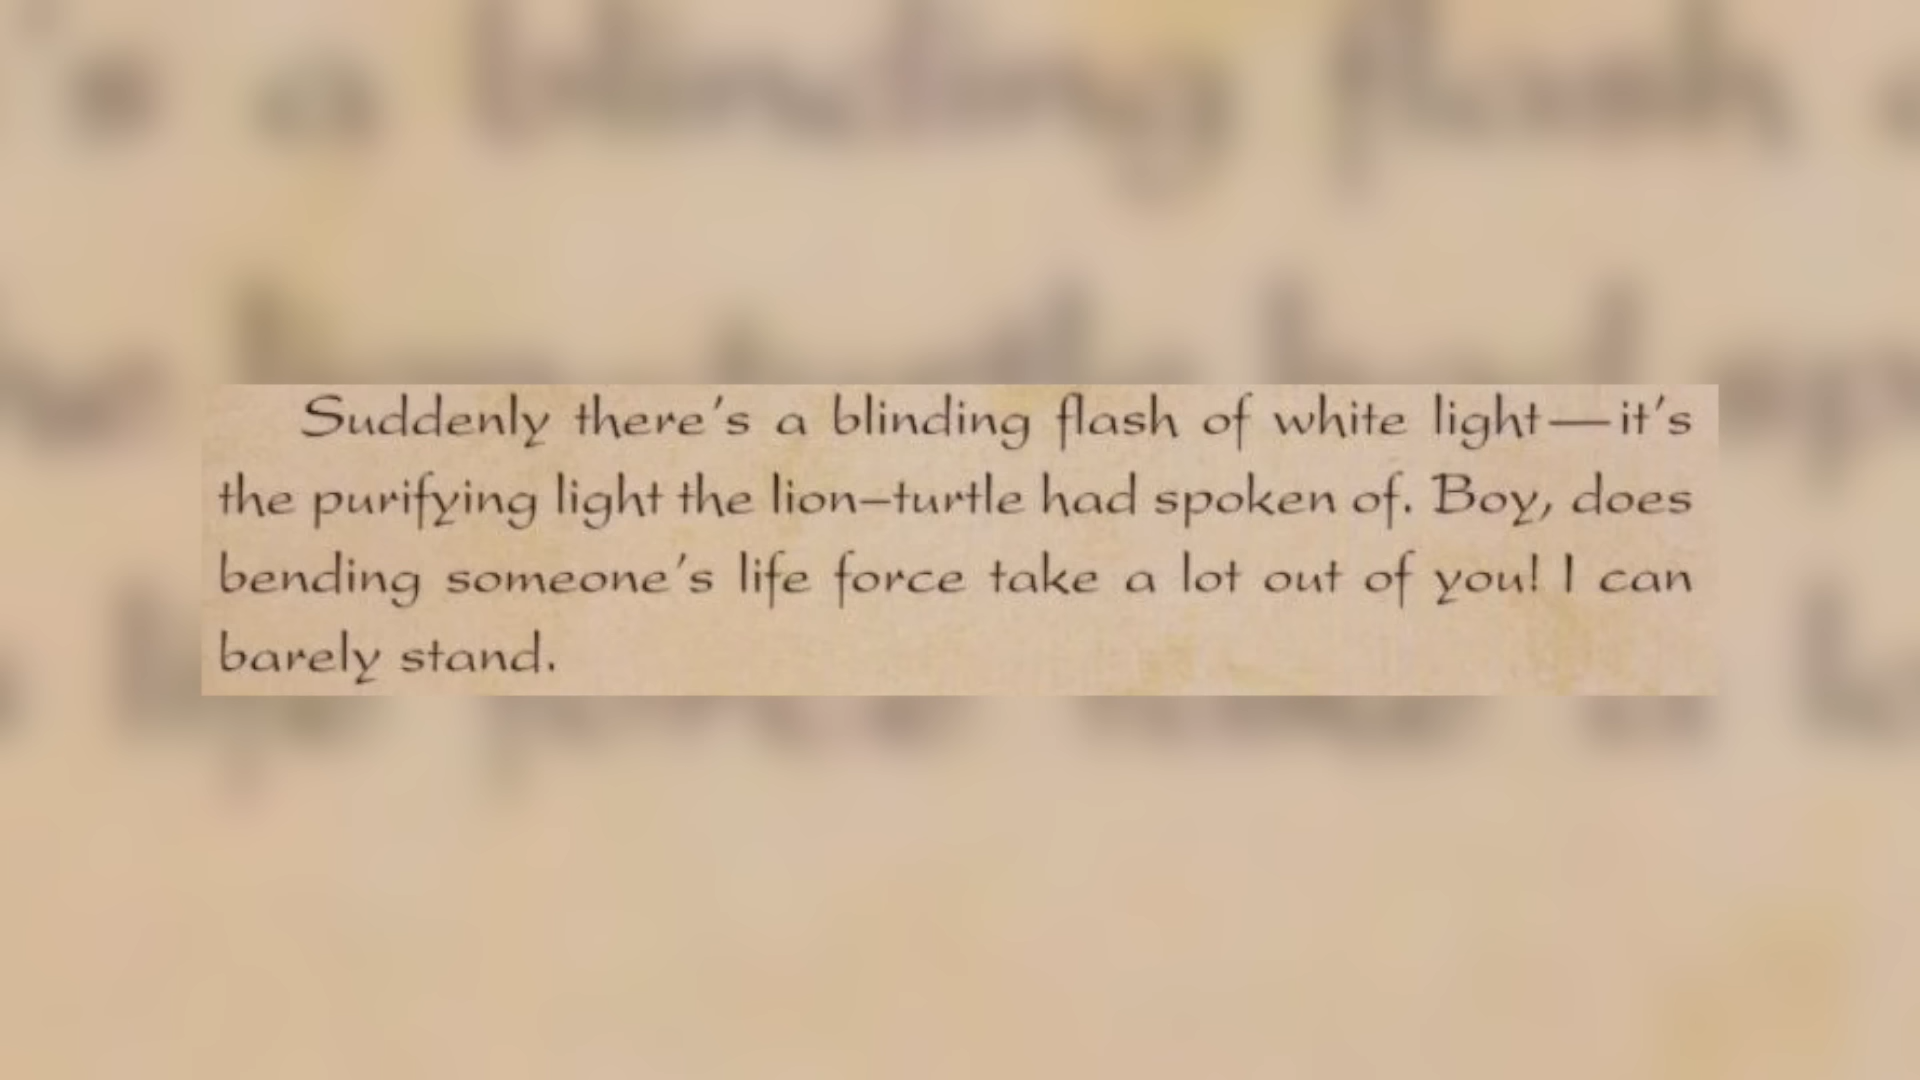 Suddenly there's a blinding flash of white light—it's
the purifying light the lion-turtle had spoken of. Boy, does
bending someone's life force take a lot out of you! I can
barely stand.